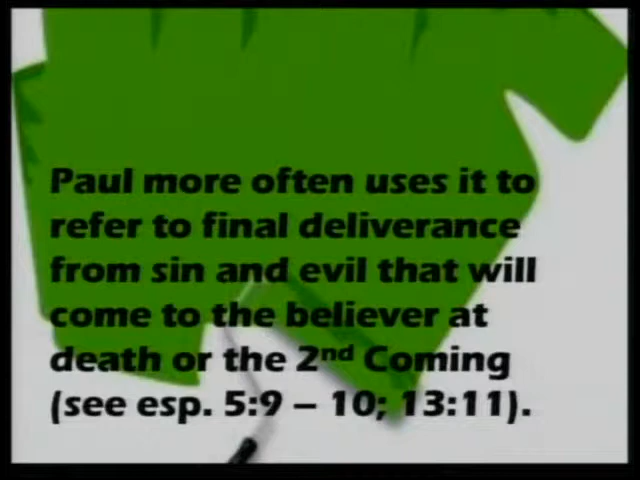 Paul more often uses it to
refer to final deliverance
from sin and evil that will
come to the believer at
death or the 2nd Coming
(see esp. 5:9 – 10; 13:11).